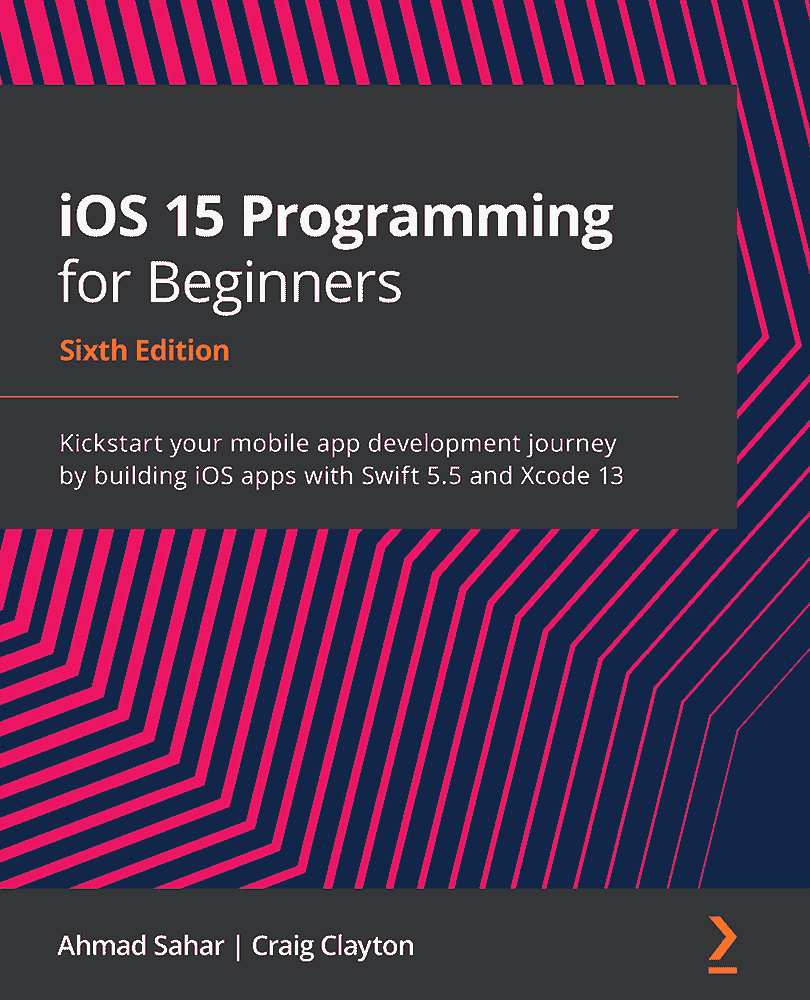 iOS 15 Programming
for Beginners
Sixth Edition
Kickstart your mobile app development journey
by building iOS apps with Swift 5.5 and Xcode 13
Ahmad Sahar | Craig Clayton